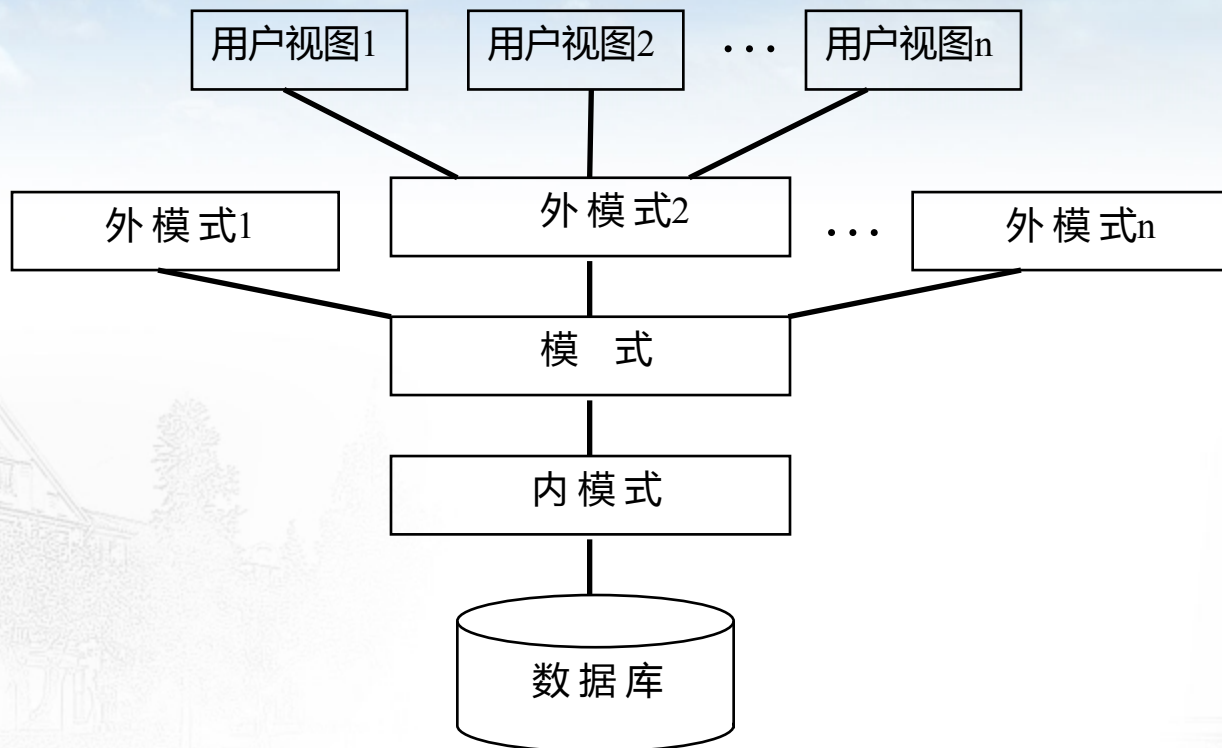 用户视图1 用户视图2 ··· 用户视图n
外模式1 外模式2 ··· 外模式n
模 式
内模式
数据库